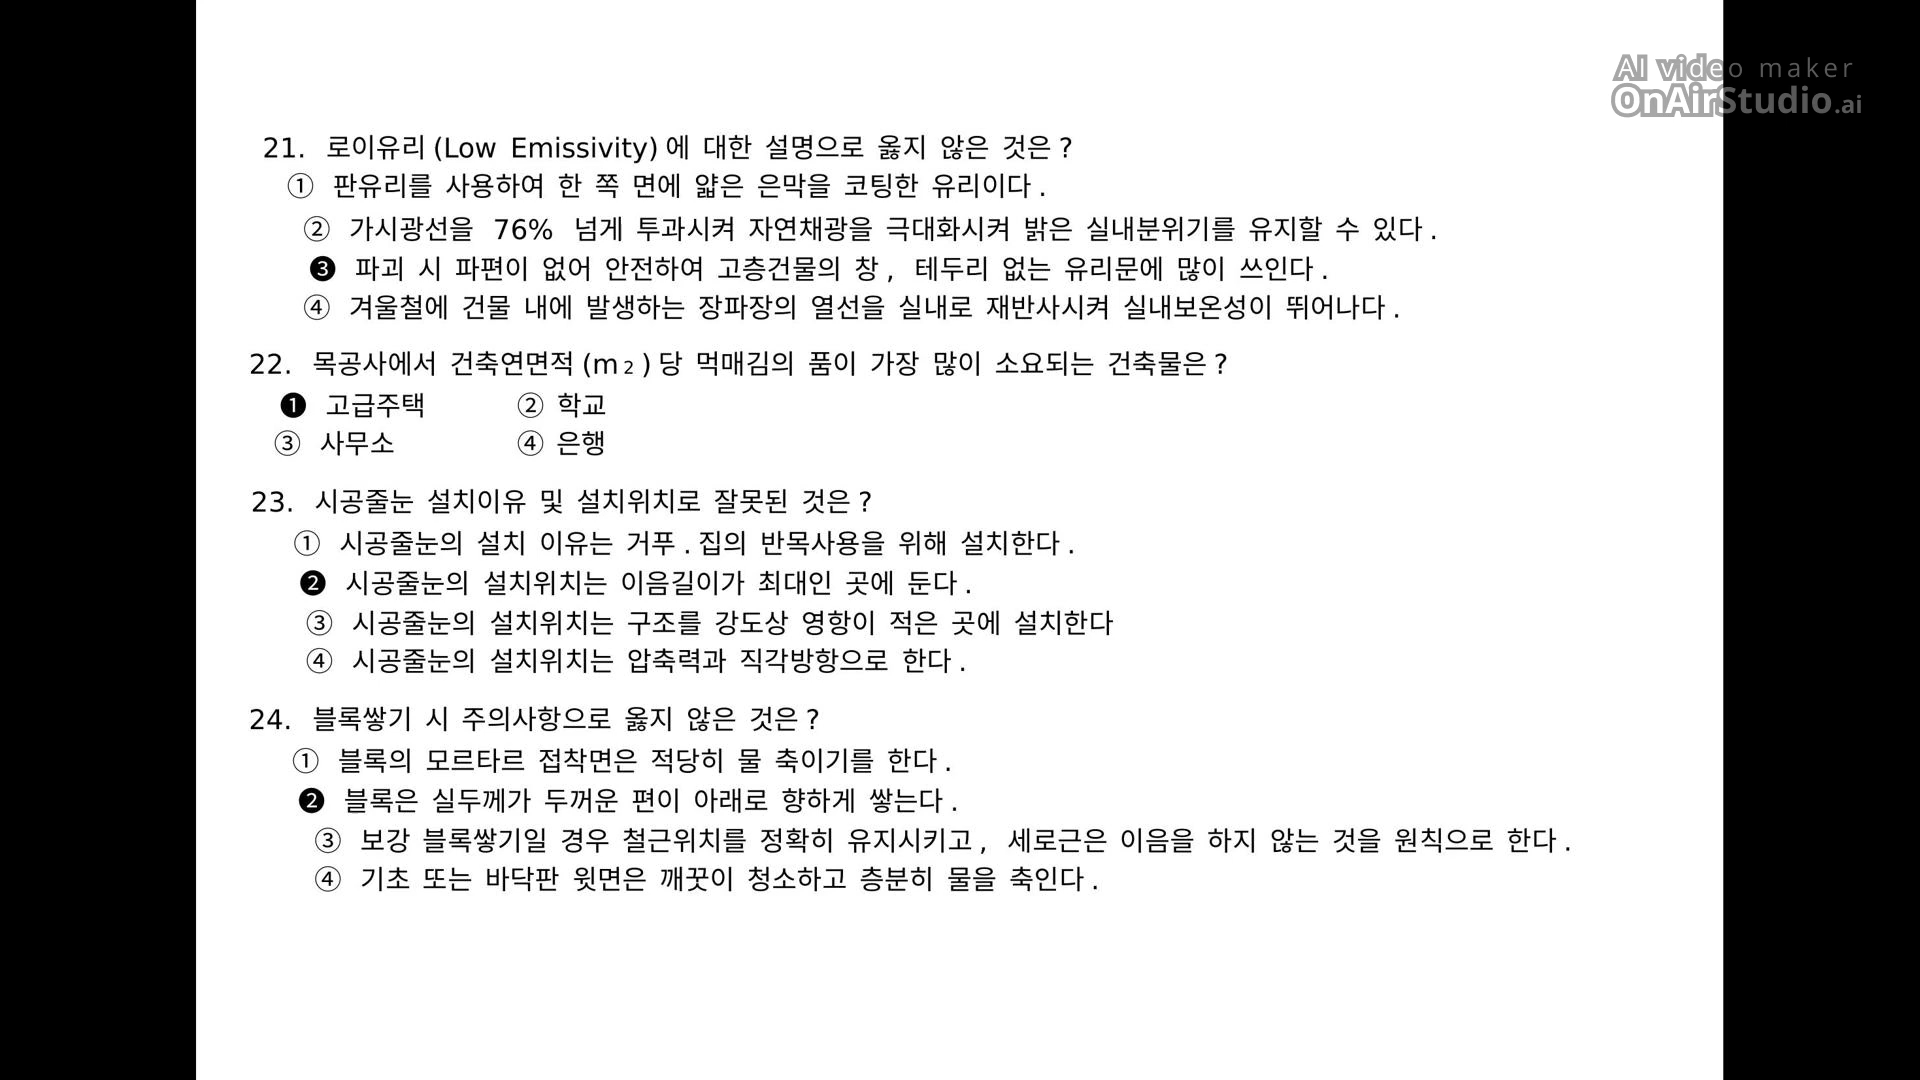 AI video maker
OnAirStudio.ai
21. 로이유리(Low Emissivity)에 대한 설명으로 옳지 않은 것은?
① 판유리를 사용하여 한 쪽 면에 얇은 은막을 코팅한 유리이다.
② 가시광선을 76% 넘게 투과시켜 자연채광을 극대화시켜 밝은 실내분위기를 유지할 수 있다.
❸ 파괴 시 파편이 없어 안전하여 고층건물의 창, 테두리 없는 유리문에 많이 쓰인다.
④ 겨울철에 건물 내에 발생하는 장파장의 열선을 실내로 재반사시켜 실내보온성이 뛰어나다.
22. 목공사에서 건축연면적(m2)당 먹매김의 품이 가장 많이 소요되는 건축물은?
❶ 고급주택 ② 학교
③ 사무소 ④ 은행
23. 시공줄눈 설치이유 및 설치위치로 잘못된 것은?
① 시공줄눈의 설치 이유는 거푸.집의 반목사용을 위해 설치한다.
❷ 시공줄눈의 설치위치는 이음길이가 최대인 곳에 둔다.
③ 시공줄눈의 설치위치는 구조를 강도상 영항이 적은 곳에 설치한다
④ 시공줄눈의 설치위치는 압축력과 직각방항으로 한다.
24. 블록쌓기 시 주의사항으로 옳지 않은 것은?
① 블록의 모르타르 접착면은 적당히 물 축이기를 한다.
❷ 블록은 실두께가 두꺼운 편이 아래로 향하게 쌓는다.
③ 보강 블록쌓기일 경우 철근위치를 정확히 유지시키고, 세로근은 이음을 하지 않는 것을 원칙으로 한다.
④ 기초 또는 바닥판 윗면은 깨끗이 청소하고 층분히 물을 축인다.